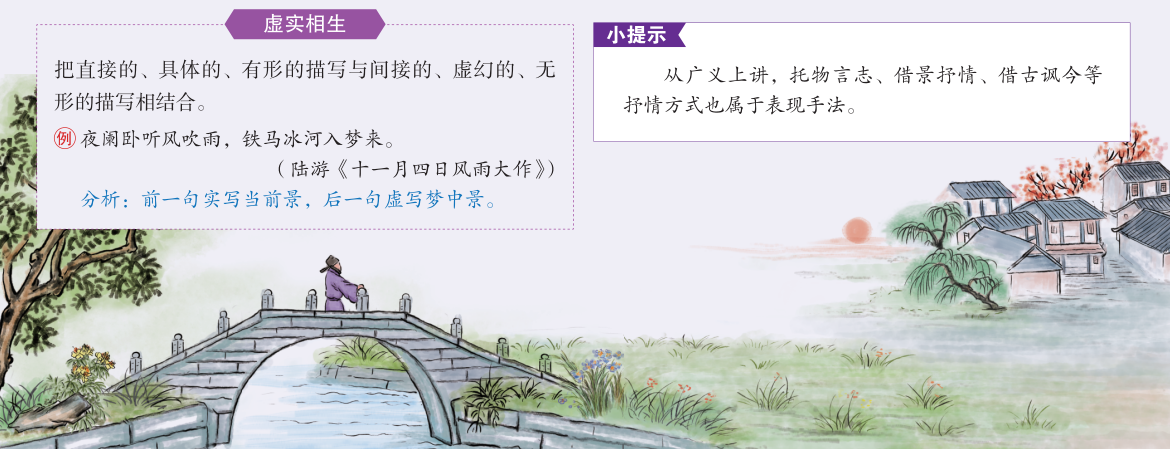 虚实相生
把直接的、具体的、有形的描写与间接的、虚幻的、无
形的描写相结合。
例 夜阑卧听风吹雨，铁马冰河入梦来。
（陆游《十一月四日风雨大作》）
分析：前一句实写当前景，后一句虚写梦中景。
小提示
从广义上讲，托物言志、借景抒情、借古讽今等
抒情方式也属于表现手法。